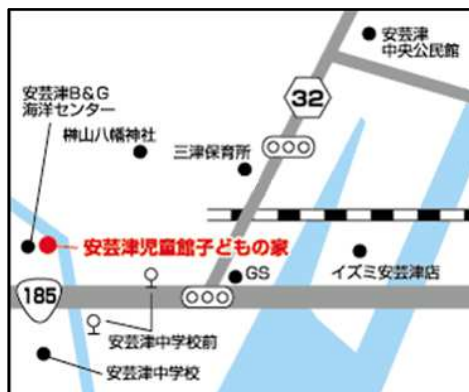 安芸津
中央公民館
32
安芸津B&G
海洋センター
榊山八幡神社
三津保育所
安芸津児童館子どもの家
イズミ安芸津店
GS
185
安芸津中学校前
安芸津中学校